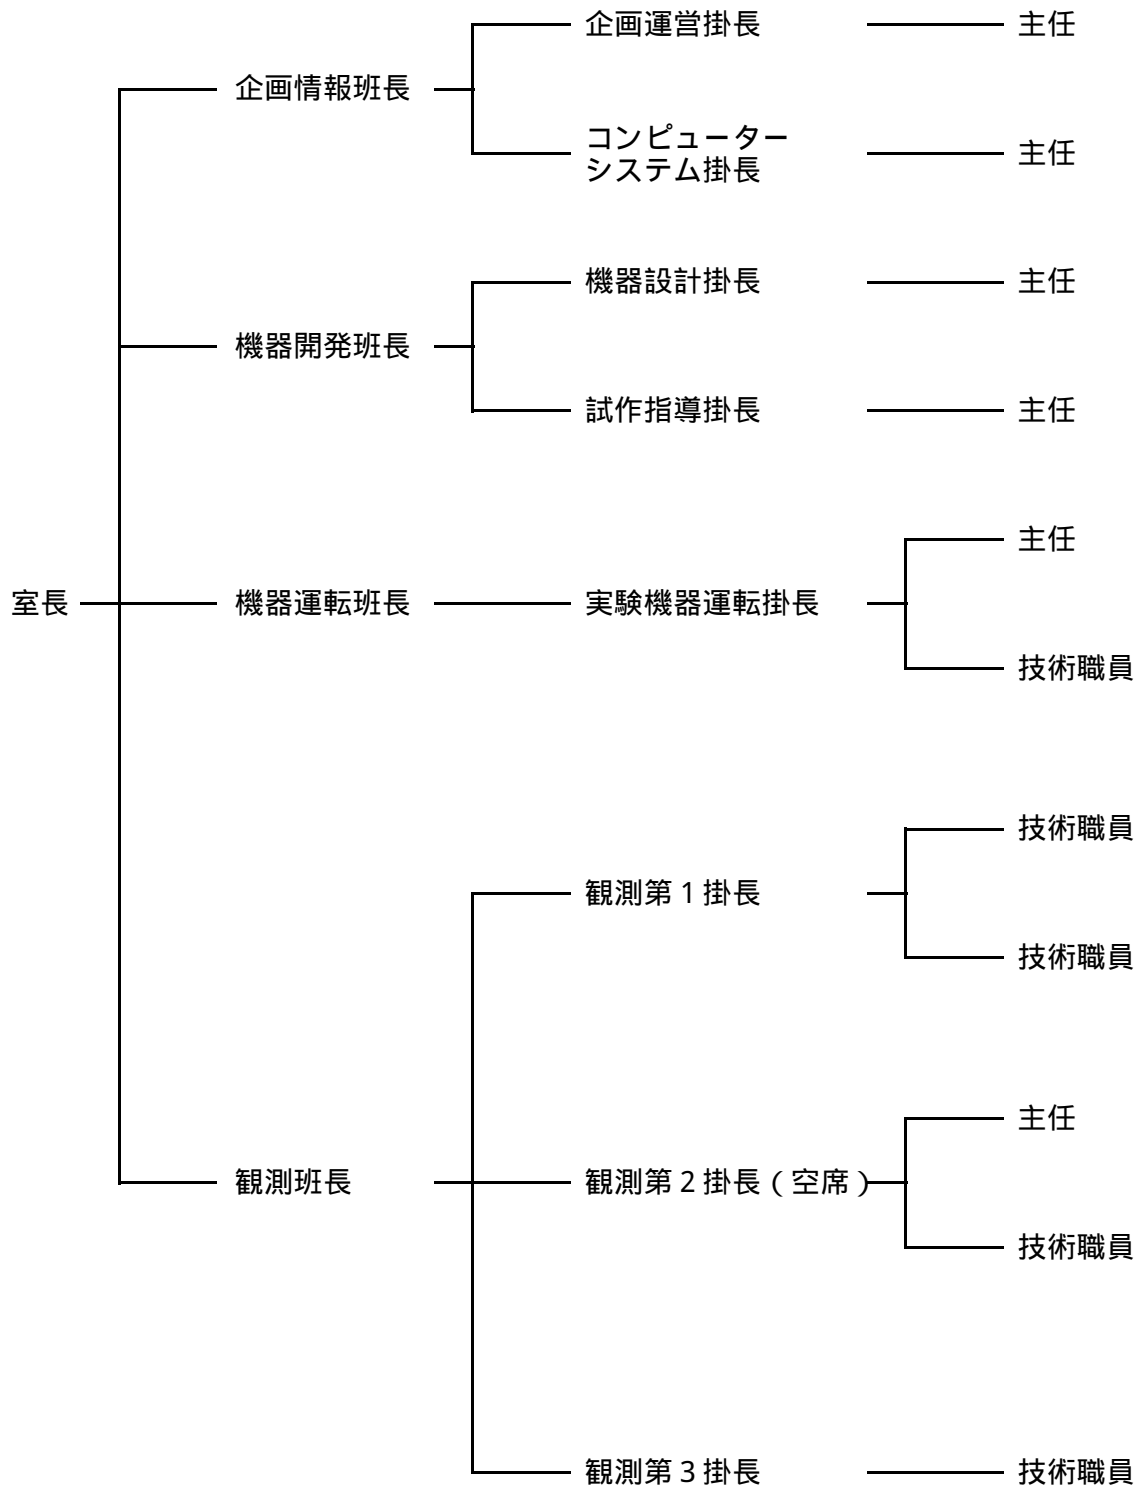 企画運営掛長 主任
企画情報班長
コンピューター
システム掛長 主任
機器設計掛長 主任
機器開発班長
試作指導掛長 主任
主任
室長 機器運転班長 実験機器運転掛長
技術職員
技術職員
観測第1掛長
技術職員
主任
観測班長 観測第2掛長(空席)
技術職員
観測第3掛長 技術職員